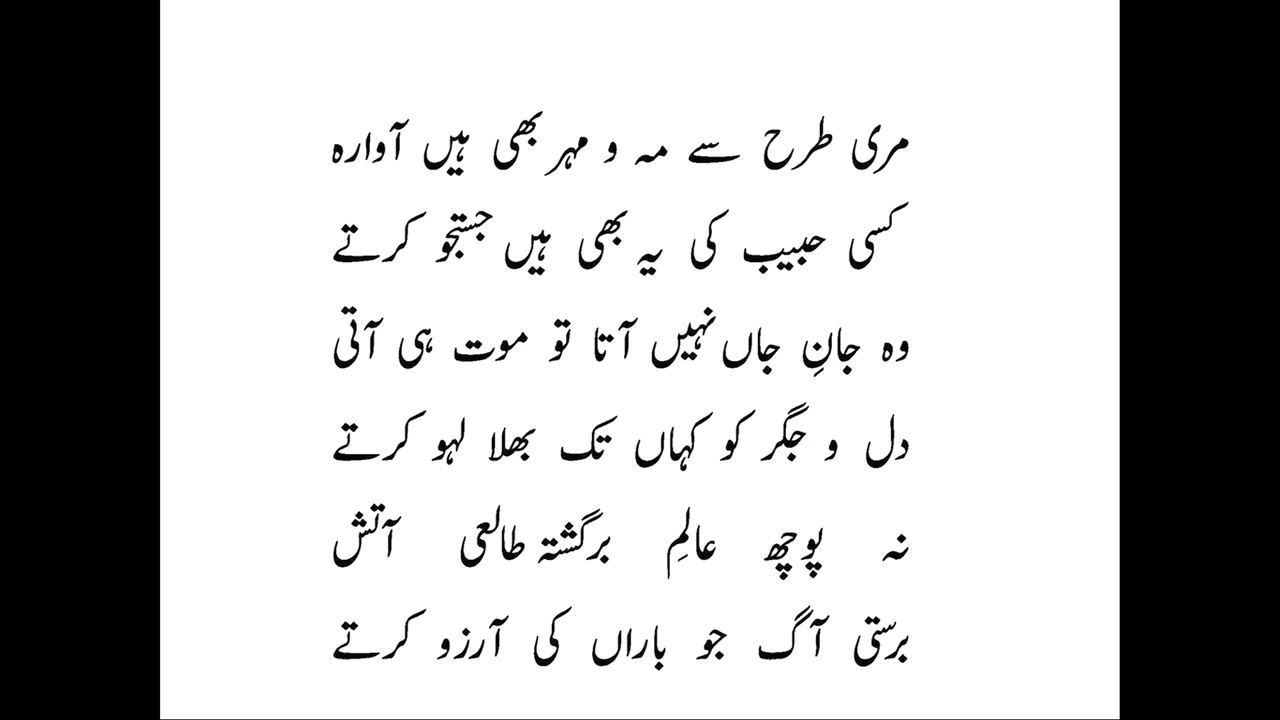 مری طرح سے مہ و مہر بھی ہیں آوارہ
کسی حبیب کی یہ بھی ہیں جستجو کرتے
وہ جانِ جاں نہیں آتا تو موت ہی آتی
دل و جگر کو کہاں تک بھلا لہو کرتے
نہ پوچھ عالمِ برگشتہ طالعی آتش
برستی آگ جو باراں کی آرزو کرتے